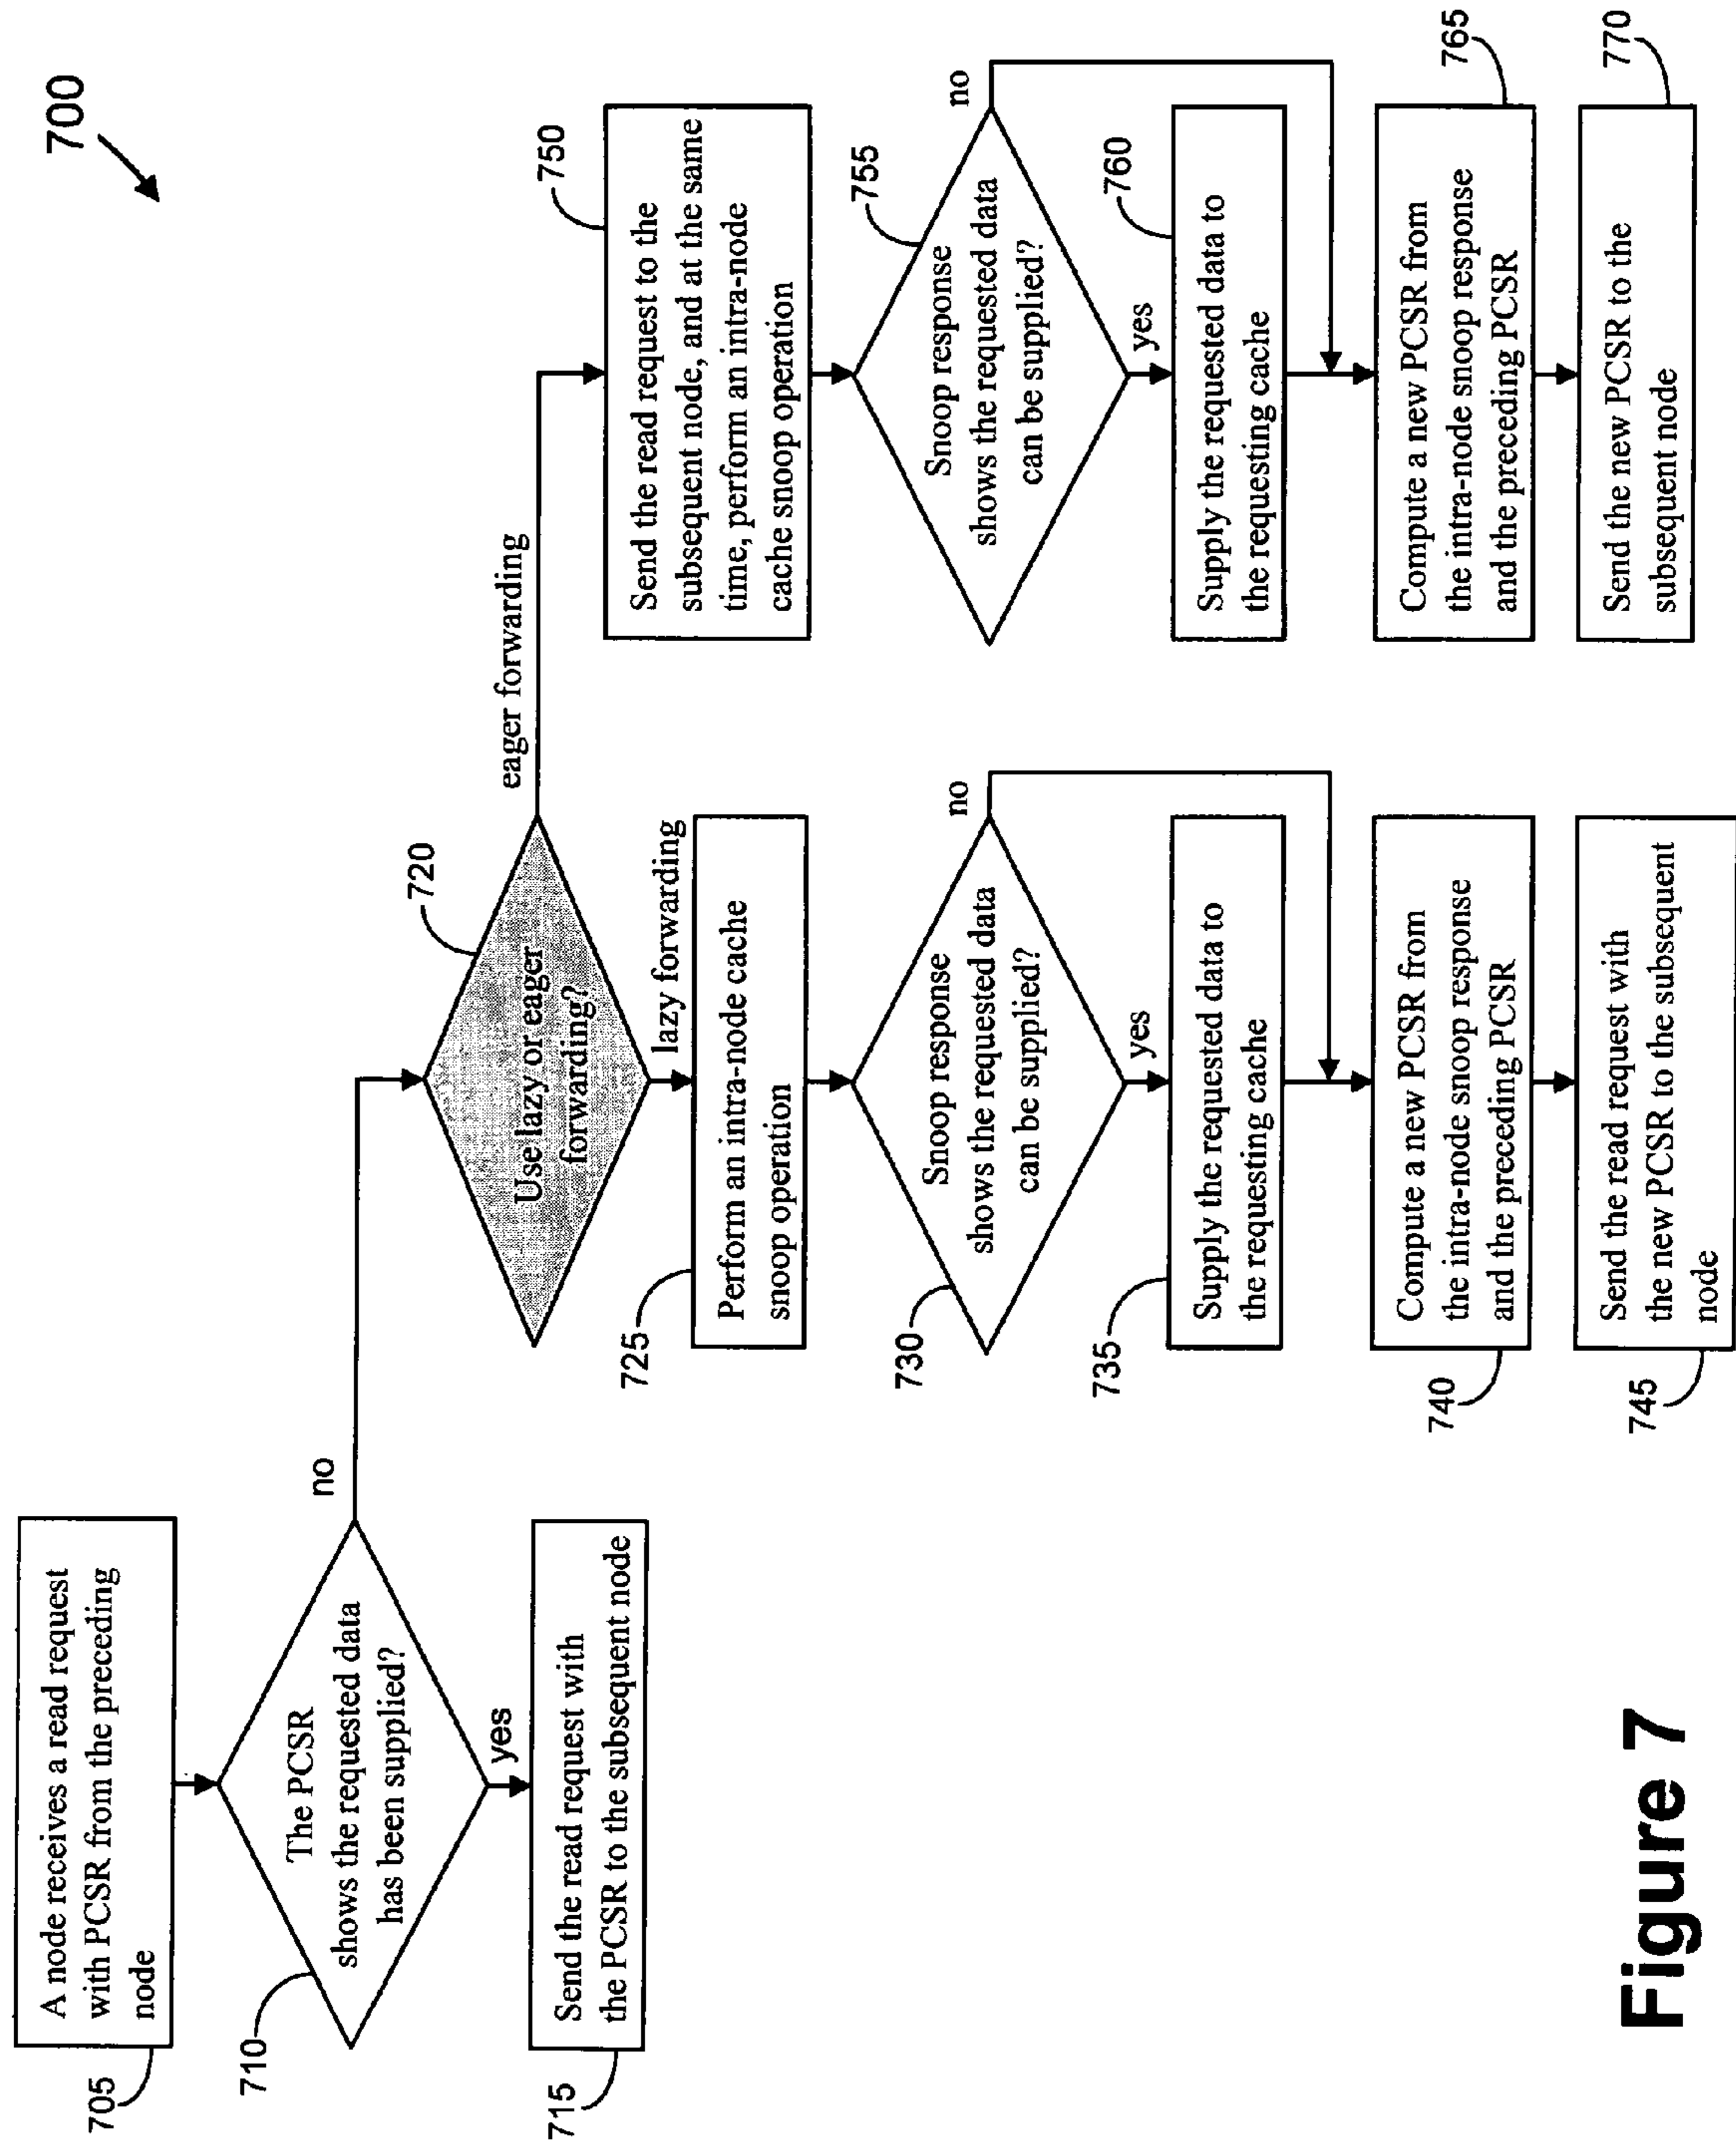 700
A node receives a read request
with PCSR from the preceding
node
705
The PCSR
shows the requested data
has been supplied?
710
no
yes
Send the read request with
the PCSR to the subsequent node
715
Use lazy or eager
forwarding?
720
lazy forwarding
eager forwarding
Perform an intra-node cache
snoop operation
725
Snoop response
shows the requested data
can be supplied?
730
no
yes
Supply the requested data to
the requesting cache
735
Compute a new PCSR from
the intra-node snoop response
and the preceding PCSR
740
Send the read request with
the new PCSR to the subsequent
node
745
Send the read request to the
subsequent node, and at the same
time, perform an intra-node
cache snoop operation
750
Snoop response
shows the requested data
can be supplied?
755
no
yes
Supply the requested data to
the requesting cache
760
Compute a new PCSR from
the intra-node snoop response
and the preceding PCSR
765
Send the new PCSR to the
subsequent node
770
Figure 7